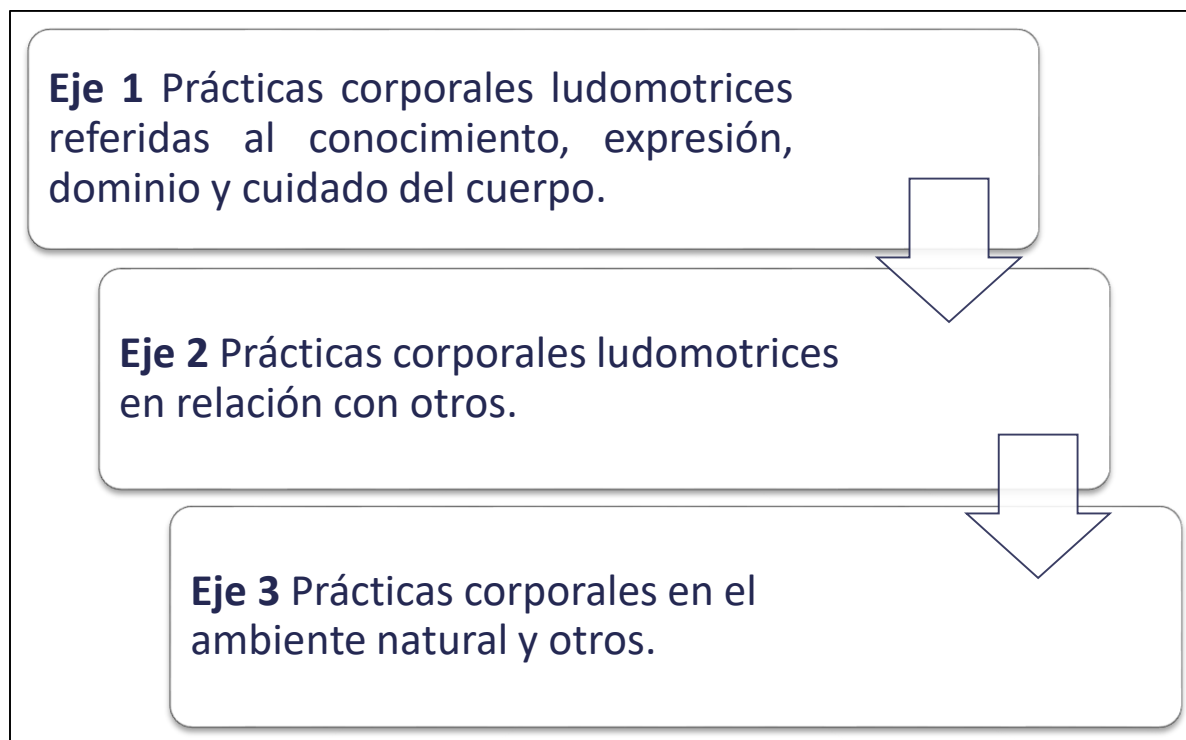 Eje 1 Prácticas corporales ludomotrices
referidas al conocimiento, expresión,
dominio y cuidado del cuerpo.
Eje 2 Prácticas corporales ludomotrices
en relación con otros.
Eje 3 Prácticas corporales en el
ambiente natural y otros.